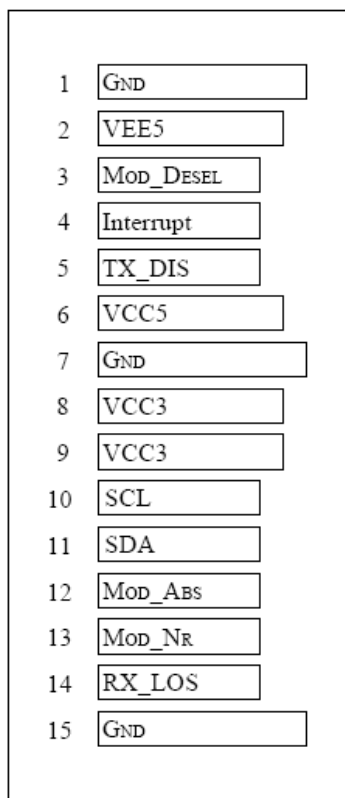 1 GND
2 VEE5
3 MOD_DESEL
4 Interrupt
5 TX_DIS
6 VCC5
7 GND
8 VCC3
9 VCC3
10 SCL
11 SDA
12 MOD_ABS
13 MOD_NR
14 RX_LOS
15 GND